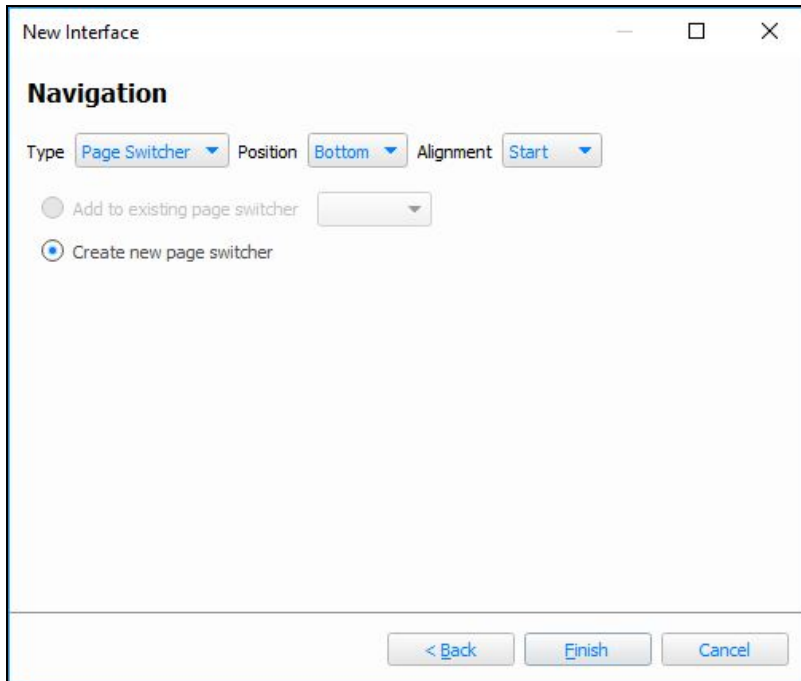 New Interface
Navigation
Type Page Switcher Position Bottom Alignment Start
Add to existing page switcher
Create new page switcher
< Back Finish Cancel